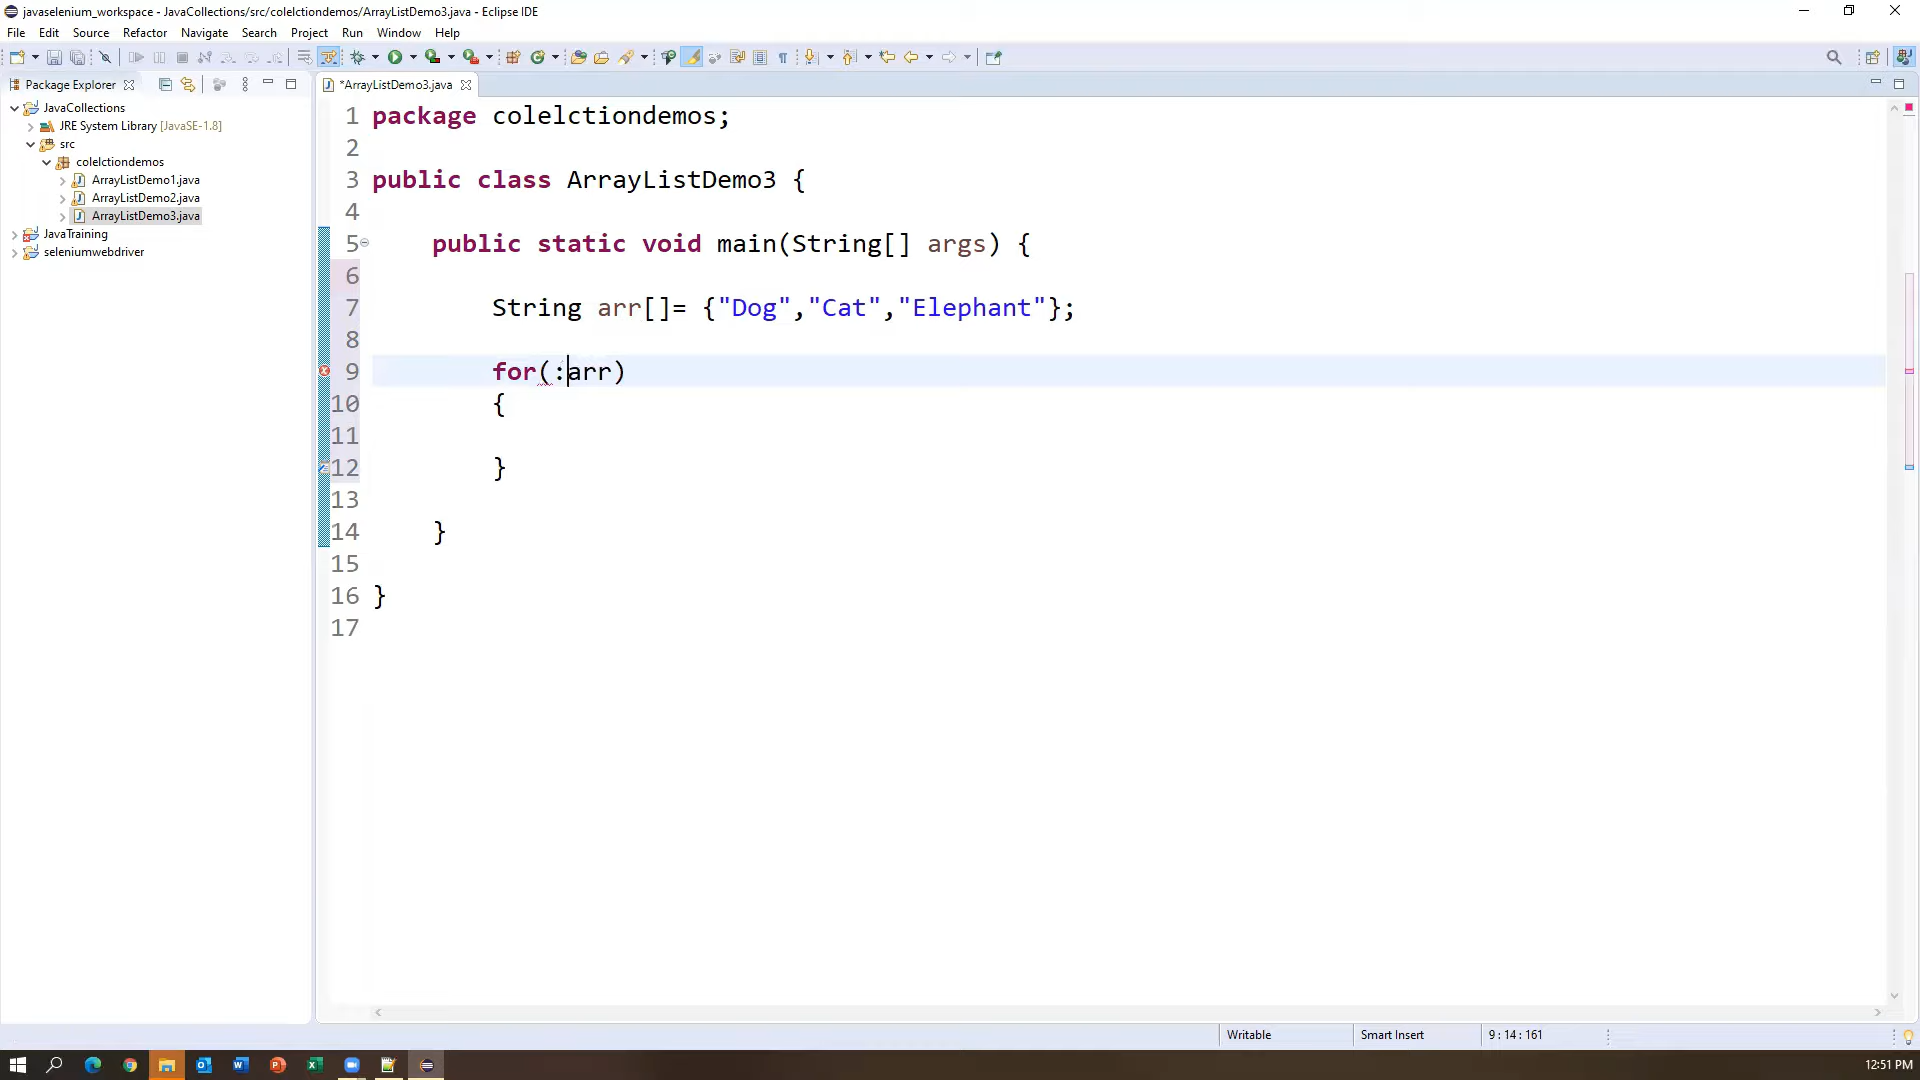 javaselenium_workspace - JavaCollections/src/colelctiondemos/ArrayListDemo3.java - Eclipse IDE
File Edit Source Refactor Navigate Search Project Run Window Help
Package Explorer
*ArrayListDemo3.java
JavaCollections
JRE System Library [JavaSE-1.8]
src
colelctiondemos
ArrayListDemo1.java
ArrayListDemo2.java
ArrayListDemo3.java
JavaTraining
seleniumwebdriver
1 package colelctiondemos;
2
3 public class ArrayListDemo3 {
4
5 public static void main(String[] args) {
6
7 String arr[]= {"Dog","Cat","Elephant"};
8
9 for(:arr)
10 {
11
12 }
13
14 }
15
16 }
17
Writable Smart Insert 9 : 14 : 161
12:51 PM